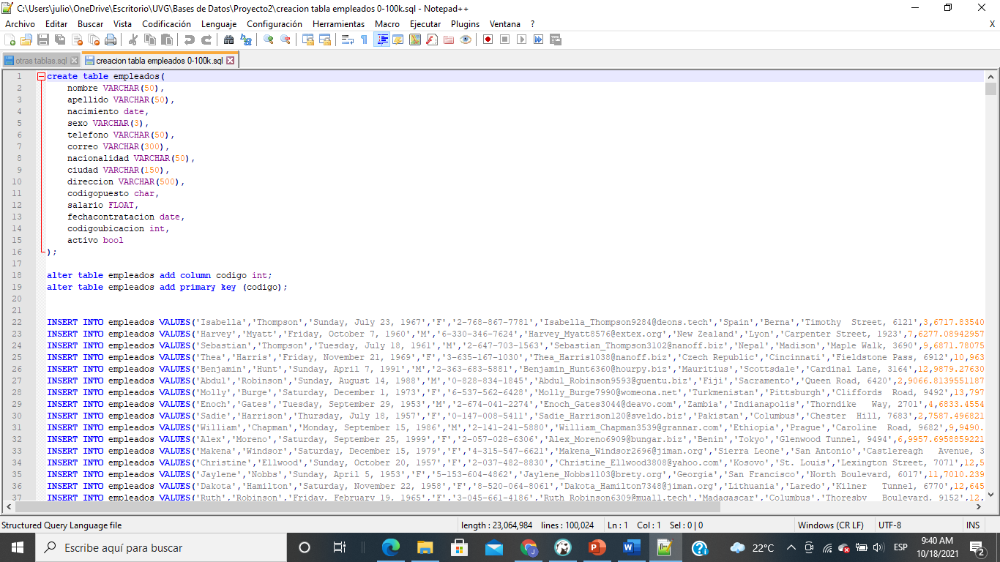 C:\Users\julio\OneDrive\Escritorio\UVG\Bases de Datos\Proyecto2\creacion tabla empleados 0-100k.sql - Notepad++
Archivo Editar Buscar Vista Codificación Lenguaje Configuración Herramientas Macro Ejecutar Plugins Ventana ? X
otras tablas.sql creacion tabla empleados 0-100k.sql
1 create table empleados(
2 nombre VARCHAR(50),
3 apellido VARCHAR(50),
4 nacimiento date,
5 sexo VARCHAR(3),
6 telefono VARCHAR(50),
7 correo VARCHAR(300),
8 nacionalidad VARCHAR(50),
9 ciudad VARCHAR(150),
10 direccion VARCHAR(500),
11 codigopuesto char,
12 salario FLOAT,
13 fechacontratacion date,
14 codigoubicacion int,
15 activo bool
16 );
17
18 alter table empleados add column codigo int;
19 alter table empleados add primary key (codigo);
20
21
22 INSERT INTO empleados VALUES('Isabella','Thompson','Sunday, July 23, 1967','F','2-768-867-7781','Isabella_Thompson9284@deons.tech','Spain','Berna','Timothy Street, 6121',3,6717.83540
23 INSERT INTO empleados VALUES('Harvey','Myatt','Friday, October 7, 1960','M','6-330-346-7624','Harvey_Myatt8576@extex.org','New Zealand','Lyon','Carpenter Street, 1923',7,6277.08942957
24 INSERT INTO empleados VALUES('Sebastian','Thompson','Tuesday, July 18, 1961','M','2-647-703-1563','Sebastian_Thompson3102@nanoff.biz','Nepal','Madison','Maple Walk, 3690',9,6871.78075
25 INSERT INTO empleados VALUES('Thea','Harris','Friday, November 21, 1969','F','3-635-167-1030','Thea_Harris1038@nanoff.biz','Czech Republic','Cincinnati','Fieldstone Pass, 6912',10,963
26 INSERT INTO empleados VALUES('Benjamin','Hunt','Sunday, April 7, 1991','M','2-363-683-5881','Benjamin_Hunt6360@hourpy.biz','Mauritius','Scottsdale','Cardinal Lane, 3164',12,9879.27630
27 INSERT INTO empleados VALUES('Abdul','Robinson','Sunday, August 14, 1988','M','0-828-834-1845','Abdul_Robinson9593@guentu.biz','Fiji','Sacramento','Queen Road, 6420',2,9066.8139551187
28 INSERT INTO empleados VALUES('Molly','Burge','Saturday, December 1, 1973','F','6-537-562-6428','Molly_Burge7990@womeona.net','Turkmenistan','Pittsburgh','Cliffords Road, 9492',13,797
29 INSERT INTO empleados VALUES('Enoch','Gates','Tuesday, September 29, 1953','M','2-674-041-2274','Enoch_Gates3044@deavo.com','Zambia','Indianapolis','Thorndike Way, 2701',4,6833.4554
30 INSERT INTO empleados VALUES('Sadie','Harrison','Thursday, July 18, 1957','F','0-147-008-5411','Sadie_Harrison120@sveldo.biz','Pakistan','Columbus','Chester Hill, 7683',2,7587.496821
31 INSERT INTO empleados VALUES('William','Chapman','Monday, September 15, 1986','M','2-141-241-5880','William_Chapman3539@grannar.com','Ethiopia','Prague','Caroline Road, 9682',9,9490.
32 INSERT INTO empleados VALUES('Alex','Moreno','Saturday, September 25, 1999','F','2-057-028-6306','Alex_Moreno6909@bungar.biz','Benin','Tokyo','Glenwood Tunnel, 9494',6,9957.6958859221
33 INSERT INTO empleados VALUES('Makena','Windsor','Saturday, December 15, 1979','F','4-315-547-6621','Makena_Windsor2696@jiman.org','Sierra Leone','San Antonio','Castlereagh Avenue, 3
34 INSERT INTO empleados VALUES('Christine','Ellwood','Sunday, October 20, 1957','F','2-037-482-8830','Christine_Ellwood3808@yahoo.com','Kosovo','St. Louis','Lexington Street, 7071',12,5
35 INSERT INTO empleados VALUES('Jaylene','Nobbs','Sunday, April 5, 1953','F','5-153-604-4862','Jaylene_Nobbs1103@brety.org','Georgia','San Francisco','North Boulevard, 6017',11,7010.239
36 INSERT INTO empleados VALUES('Dakota','Hamilton','Saturday, November 22, 1958','F','8-520-064-8061','Dakota_Hamilton7348@jiman.org','Lithuania','Laredo','Kilner Tunnel, 6770',12,645
37 INSERT INTO empleados VALUES('Ruth','Robinson','Friday, February 19, 1965','F','3-045-661-4186','Ruth_Robinson6309@muall.tech','Madagascar','Columbus','Thoresby Boulevard, 9152',12,
Structured Query Language file length : 23,064,984 lines : 100,024 Ln : 1 Col : 1 Sel : 0 | 0 Windows (CR LF) UTF-8 INS
Escribe aquí para buscar 22°C ESP 9:40 AM
10/18/2021 2